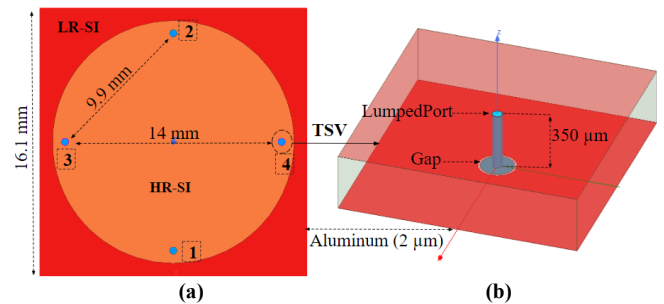 LR-SI
2
9.9 mm
14 mm
3
4
TSV
16.1 mm
HR-SI
1
(a)
z
LumpedPort
350 µm
Gap
Aluminum (2 µm)
(b)